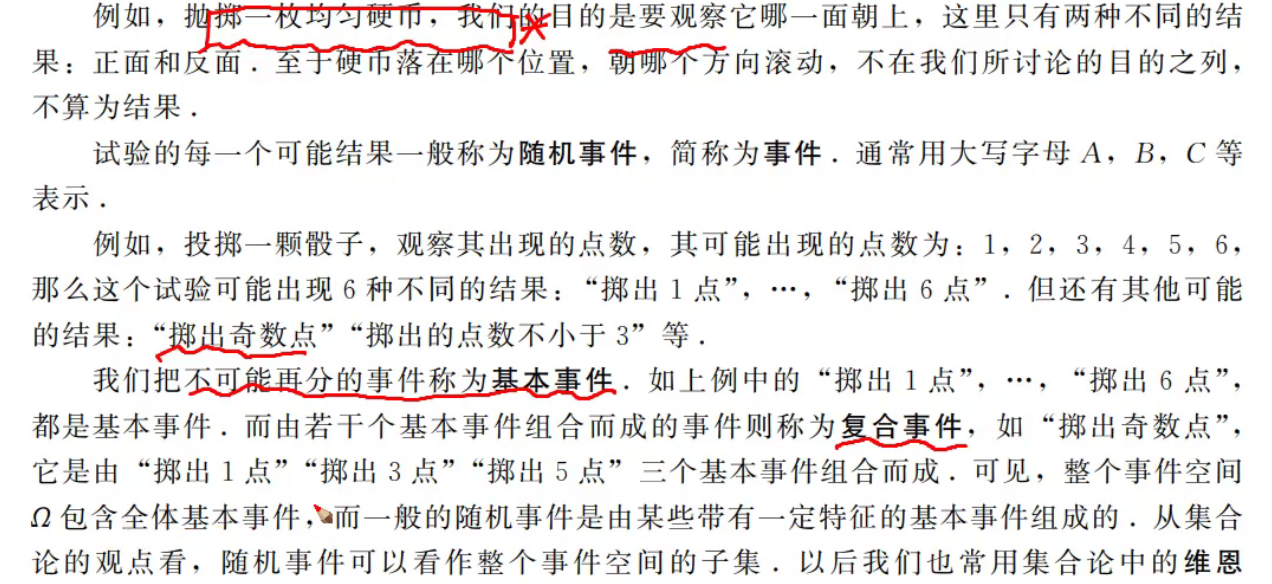 例如，抛掷一枚均匀硬币，我们的目的是要观察它哪一面朝上，这里只有两种不同的结
果：正面和反面．至于硬币落在哪个位置，朝哪个方向滚动，不在我们所讨论的目的之列，
不算为结果．
试验的每一个可能结果一般称为随机事件，简称为事件．通常用大写字母 A，B，C 等
表示．
例如，投掷一颗骰子，观察其出现的点数，其可能出现的点数为：1，2，3，4，5，6，
那么这个试验可能出现 6 种不同的结果：“掷出 1 点”，…，“掷出 6 点”．但还有其他可能
的结果：“掷出奇数点”“掷出的点数不小于 3”等．
我们把不可能再分的事件称为基本事件．如上例中的“掷出 1 点”，…，“掷出 6 点”，
都是基本事件．而由若干个基本事件组合而成的事件则称为复合事件，如“掷出奇数点”，
它是由“掷出 1 点”“掷出 3 点”“掷出 5 点”三个基本事件组合而成．可见，整个事件空间
Ω 包含全体基本事件，而一般的随机事件是由某些带有一定特征的基本事件组成的．从集合
论的观点看，随机事件可以看作整个事件空间的子集．以后我们也常用集合论中的维恩